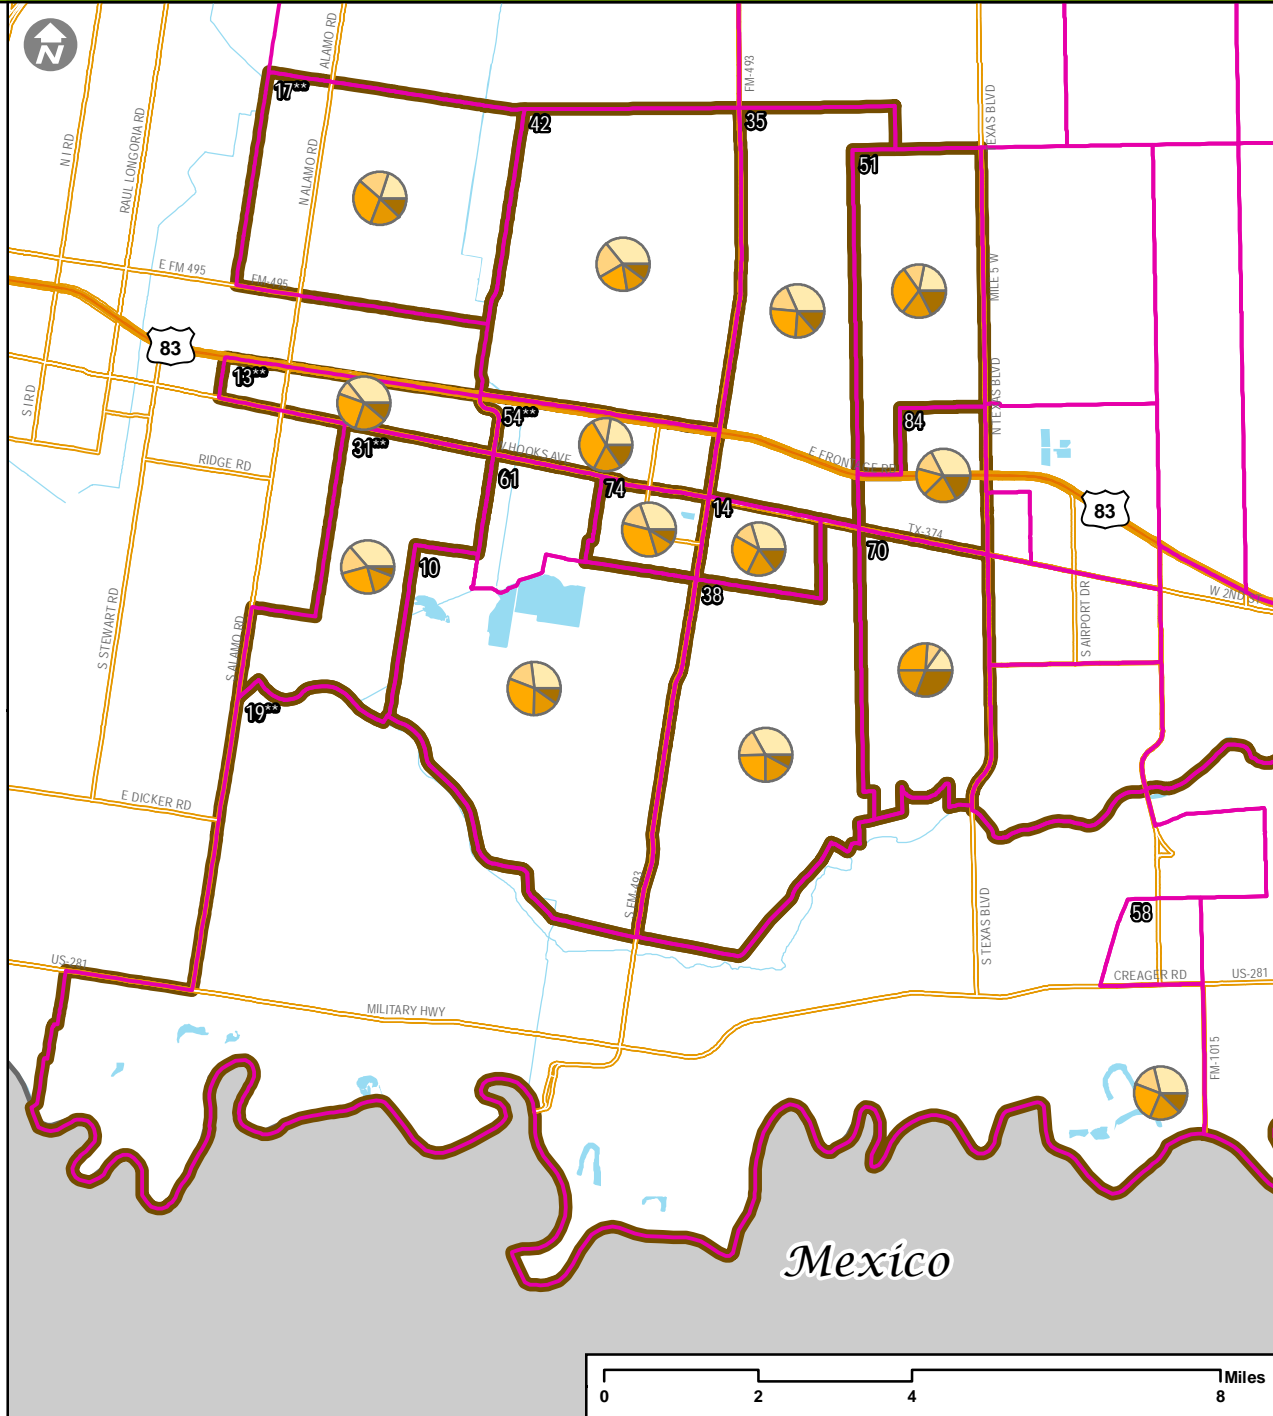 N
ALAMO RD
FM-493
17**
42
35
EXAS BLVD
N I RD
RAUL LONGORIA RD
N ALAMO RD
51
E FM 495
FM-495
MILE 5 W
83
13**
S I RD
54**
84
N TEXAS BLVD
31**
HOOKS AVE
E FRONTAGE RD
RIDGE RD
61
74
14
83
TX-374
70
10
38
W 2ND ST
S STEWART RD
S ALAMO RD
S AIRPORT DR
19**
E DICKER RD
S FM-493
S TEXAS BLVD
58
US-281
CREAGER RD
US-281
MILITARY HWY
FM-1015
Mexico
Miles
0 2 4 8